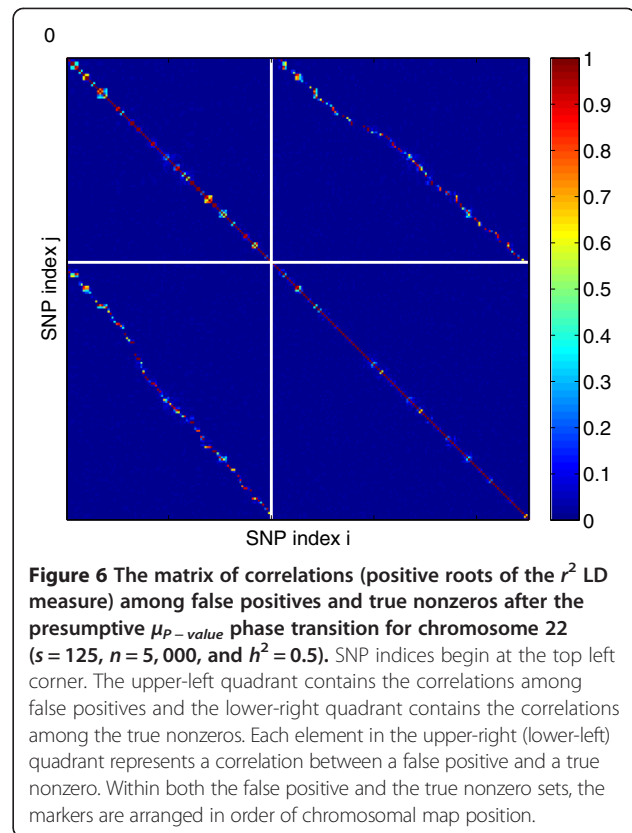 0
1
0.9
0.8
0.7
0.6
0.5
0.4
0.3
0.2
0.1
0
SNP index j
SNP index i
Figure 6 The matrix of correlations (positive roots of the r² LD
measure) among false positives and true nonzeros after the
presumptive μP−value phase transition for chromosome 22
(s = 125, n = 5, 000, and h² = 0.5). SNP indices begin at the top left
corner. The upper-left quadrant contains the correlations among
false positives and the lower-right quadrant contains the correlations
among the true nonzeros. Each element in the upper-right (lower-left)
quadrant represents a correlation between a false positive and a true
nonzero. Within both the false positive and the true nonzero sets, the
markers are arranged in order of chromosomal map position.